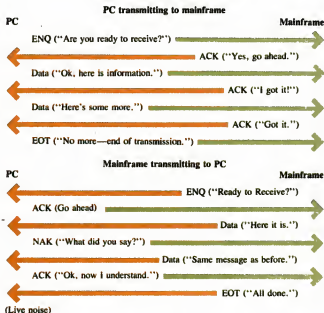 PC transmitting to mainframe
PC Mainframe
ENQ ("Are you ready to receive?")
ACK ("Yes, go ahead.")
Data ("Ok, here is information.")
ACK ("I got it!")
Data ("Here's some more.")
ACK ("Got it.")
EOT ("No more—end of transmission.")
Mainframe transmitting to PC
PC Mainframe
ENQ ("Ready to Receive?")
ACK (Go ahead)
Data ("Here it is.")
NAK ("What did you say?")
Data ("Same message as before.")
ACK ("Ok, now I understand.")
EOT ("All done.")
(Live noise)